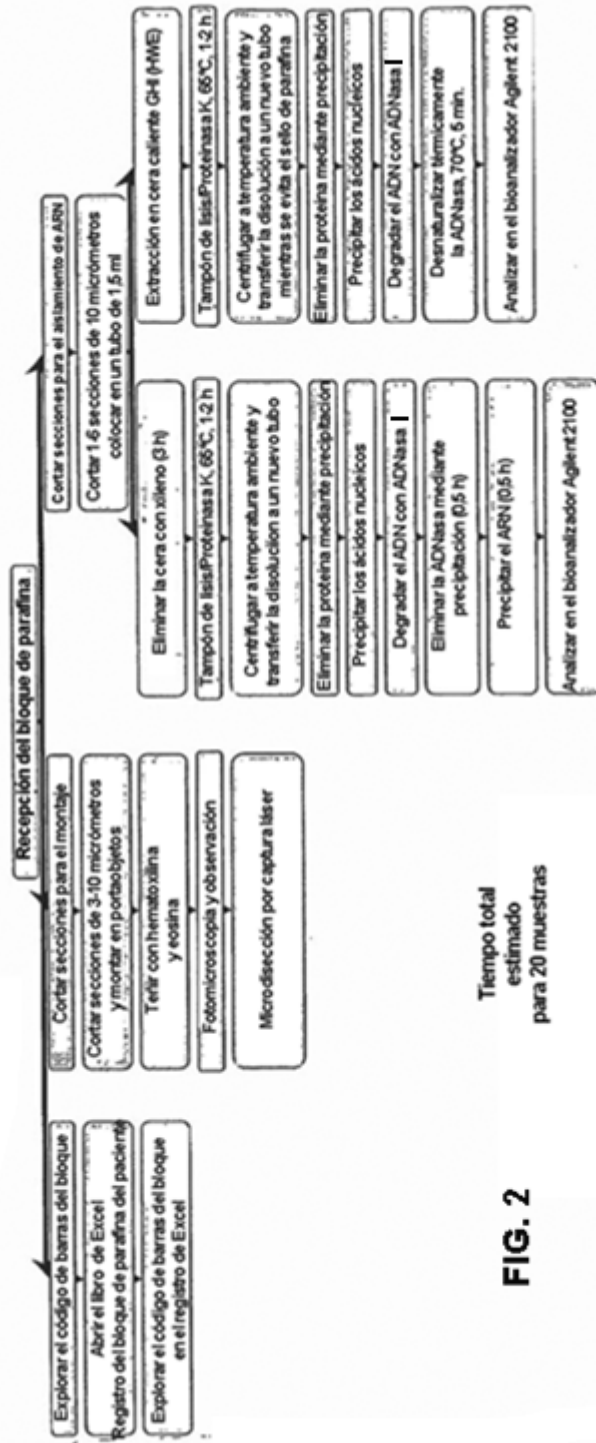 Recepción del bloque de parafina
Explorar el código de barras del bloque
Abrir el libro de Excel
Registro del bloque de parafina del paciente
Explorar el código de barras del bloque
en el registro de Excel
Cortar secciones para el montaje
Cortar secciones de 3-10 micrómetros
y montar en portaobjetos
Teñir con hematoxilina
y eosina
Fotomicroscopia y observación
Microdisección por captura láser
Cortar secciones para el aislamiento de ARN
Cortar 1-6 secciones de 10 micrómetros
colocar en un tubo de 1,5 ml
Eliminar la cera con xileno (3 h)
Tampón de lisis/Proteinasa K, 65ºC, 1-2 h
Centrifugar a temperatura ambiente y
transferir la disolucíion a un nuevo tubo
Eliminar la proteína mediante precipitación
Precipitar los ácidos nucleicos
Degradar el ADN con ADNasa I
Eliminar la ADNasa mediante
precipitación (0,5 h)
Precipitar el ARN (0,5 h)
Analizar en el bioanalizador Agilent 2100
Extracción en cera caliente GHI (HWE)
Tampón de lisis/Proteinasa K, 65ºC, 1-2 h
Centrifugar a temperatura ambiente y
transferir la disolución a un nuevo tubo
mientras se evita el sello de parafina
Eliminar la proteína mediante precipitación
Precipitar los ácidos nucleicos
Degradar el ADN con ADNasa I
Desnaturalizar térmicamente
la ADNasa, 70ºC, 5 min.
Analizar en el bioanalizador Agilent 2100
Tiempo total
estimado
para 20 muestras
FIG. 2